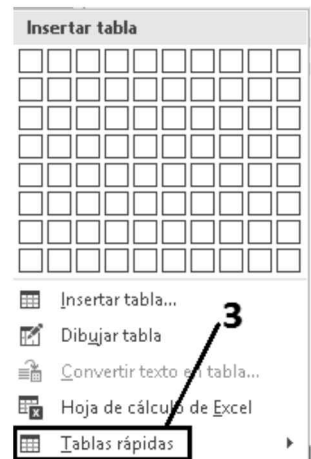 Insertar tabla
Insertar tabla...
3
Dibujar tabla
Convertir texto en tabla...
Hoja de cálculo de Excel
Tablas rápidas